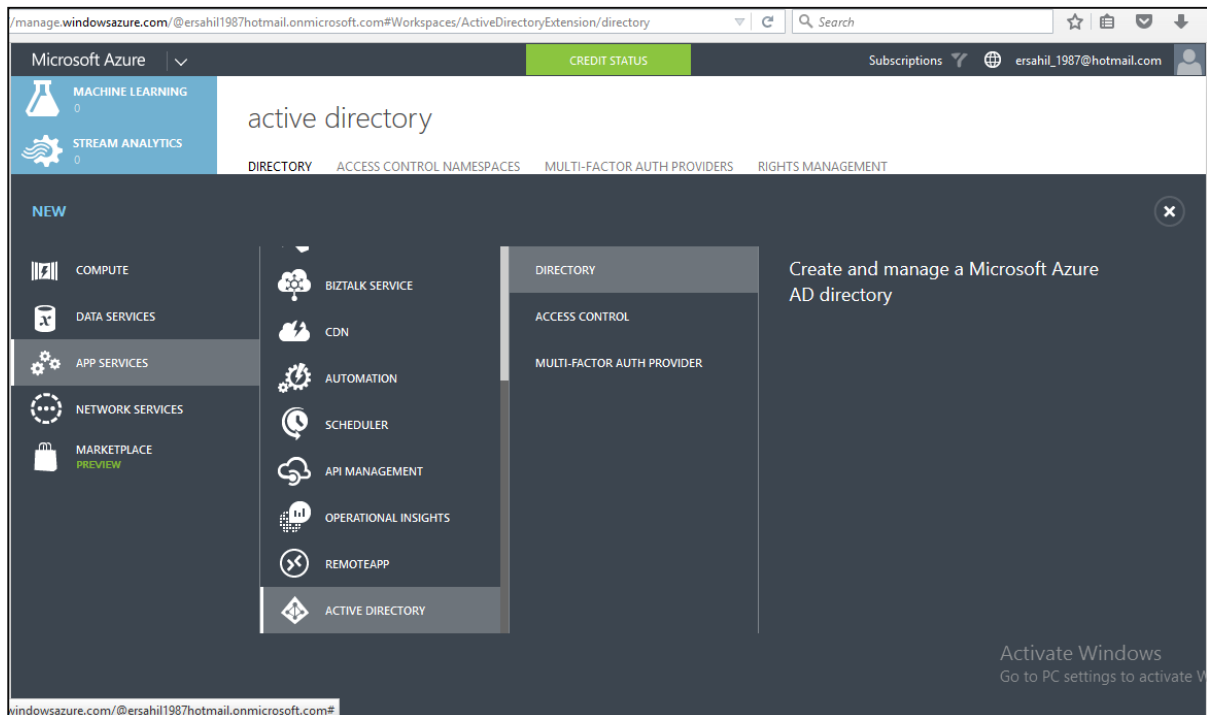 /manage.windowsazure.com/@ersahil1987hotmail.onmicrosoft.com#Workspaces/ActiveDirectoryExtension/directory
Search
Microsoft Azure
CREDIT STATUS
Subscriptions
ersahil_1987@hotmail.com
MACHINE LEARNING
0
STREAM ANALYTICS
0
active directory
DIRECTORY ACCESS CONTROL NAMESPACES MULTI-FACTOR AUTH PROVIDERS RIGHTS MANAGEMENT
NEW
COMPUTE
DATA SERVICES
APP SERVICES
NETWORK SERVICES
MARKETPLACE
PREVIEW
BIZTALK SERVICE
CDN
AUTOMATION
SCHEDULER
API MANAGEMENT
OPERATIONAL INSIGHTS
REMOTEAPP
ACTIVE DIRECTORY
DIRECTORY
ACCESS CONTROL
MULTI-FACTOR AUTH PROVIDER
Create and manage a Microsoft Azure
AD directory
Activate Windows
Go to PC settings to activate W
windowsazure.com/@ersahil1987hotmail.onmicrosoft.com#